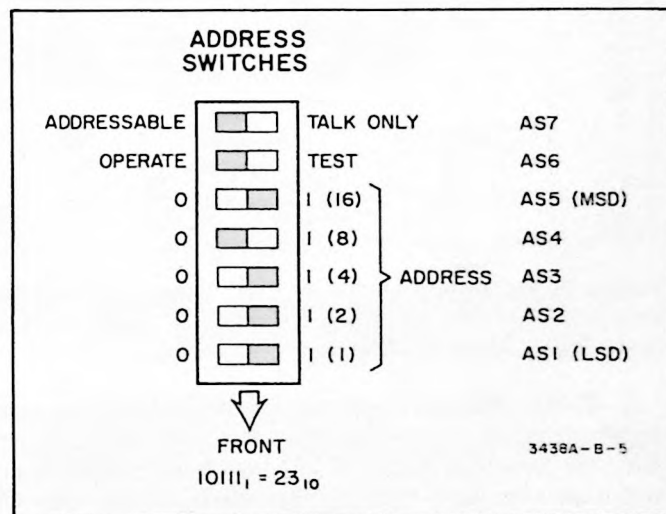 ADDRESS
SWITCHES
ADDRESSABLE TALK ONLY AS7
OPERATE TEST AS6
0 1 (16) AS5 (MSD)
0 1 (8) AS4
0 1 (4) ADDRESS AS3
0 1 (2) AS2
0 1 (1) AS1 (LSD)
FRONT
3438A-B-5
10111₁ = 23₁₀